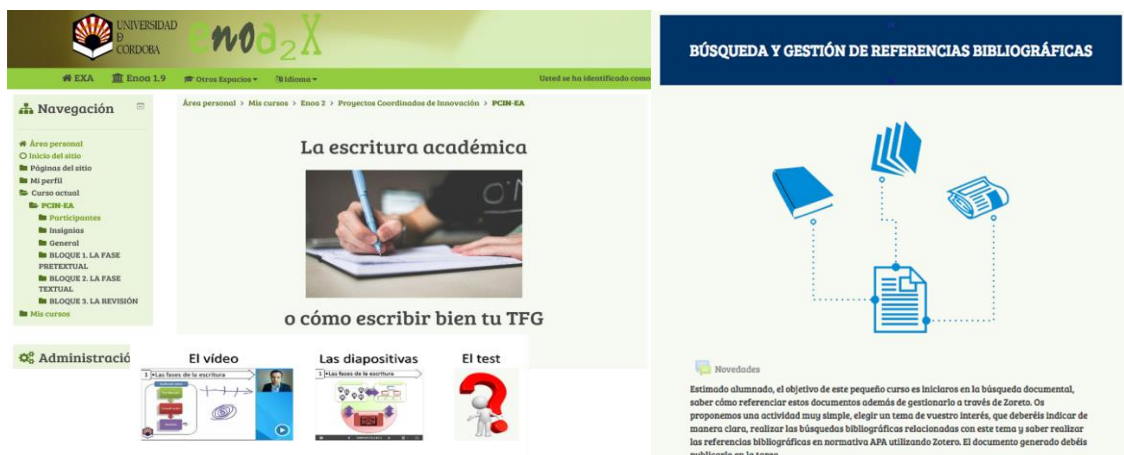 UNIVERSIDAD
D
CORDOBA
enoa2X
EXA Enoa 1.9 Otros Espacios Idioma Usted se ha identificado como
Navegación
Área personal
Inicio del sitio
Páginas del sitio
Mi perfil
Curso actual
PCIN-EA
Participantes
Insignias
General
BLOQUE 1. LA FASE
PRETEXTUAL
BLOQUE 2. LA FASE
TEXTUAL
BLOQUE 3. LA REVISIÓN
Mis cursos
Administració
Área personal > Mis cursos > Enoa 2 > Proyectos Coordinados de Innovación > PCIN-EA
La escritura académica
o cómo escribir bien tu TFG
El vídeo
1 Las fases de la escritura
Las diapositivas
1 Las fases de la escritura
El test
BÚSQUEDA Y GESTIÓN DE REFERENCIAS BIBLIOGRÁFICAS
Novedades
Estimado alumnado, el objetivo de este pequeño curso es iniciaros en la búsqueda documental,
saber cómo referenciar estos documentos además de gestionarlo a través de Zoreto. Os
proponemos una actividad muy simple, elegir un tema de vuestro interés, que deberéis indicar de
manera clara, realizar las búsquedas bibliográficas relacionadas con este tema y saber realizar
las referencias bibliográficas en normativa APA utilizando Zotero. El documento generado debéis
publicarlo en la tarea